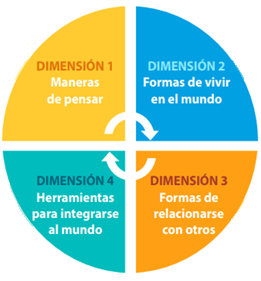 DIMENSIÓN 1
Maneras
de pensar
DIMENSIÓN 2
Formas de vivir
en el mundo
DIMENSIÓN 4
Herramientas
para integrarse
al mundo
DIMENSIÓN 3
Formas de
relacionarse
con otros